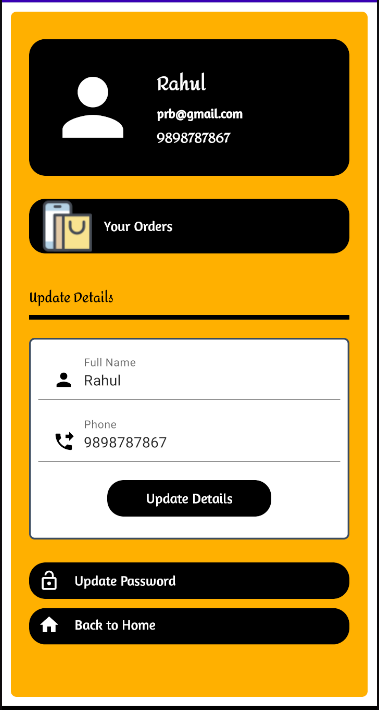 Rahul
prb@gmail.com
9898787867
Your Orders
Update Details
Full Name
Rahul
Phone
9898787867
Update Details
Update Password
Back to Home